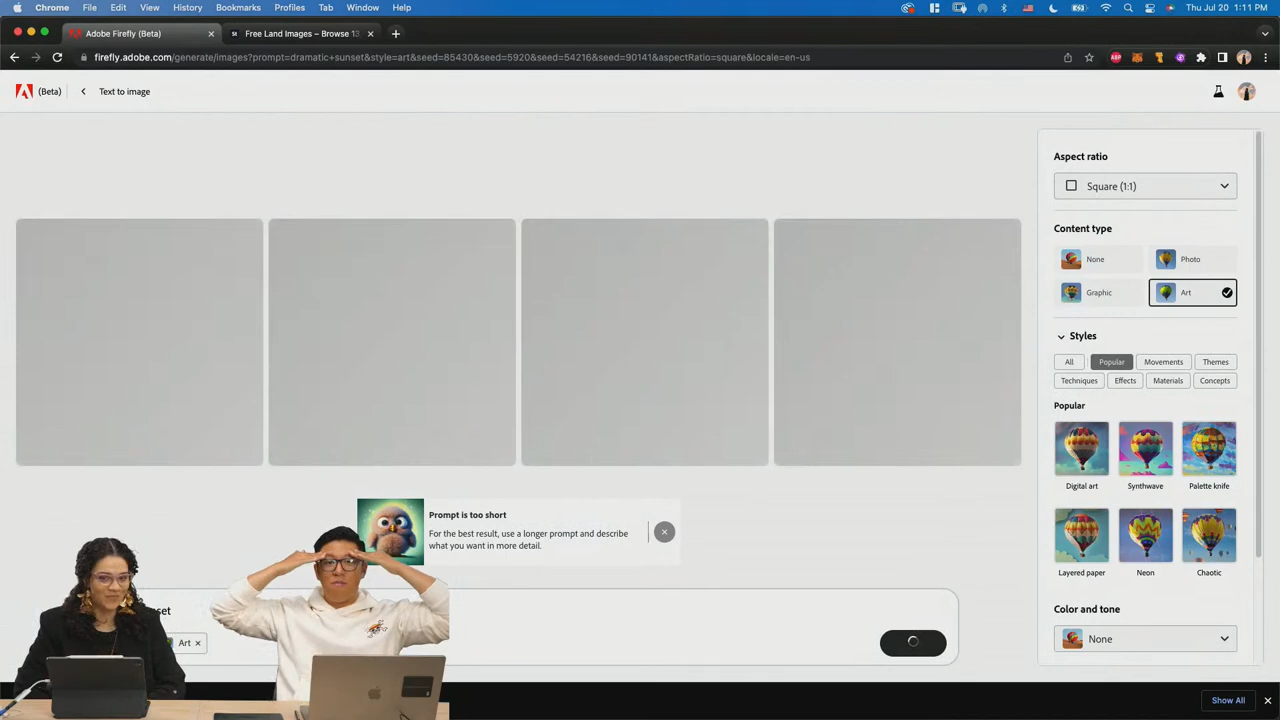 Chrome File Edit View History Bookmarks Profiles Tab Window Help
Thu Jul 20 1:11 PM
Adobe Firefly (Beta)
Free Land Images – Browse 13
firefly.adobe.com/generate/images?prompt=dramatic+sunset&style=art&seed=85430&seed=5920&seed=54216&seed=90141&aspectRatio=square&locale=en-us
(Beta) Text to image
Aspect ratio
Square (1:1)
Content type
None Photo
Graphic Art
Styles
All Popular Movements Themes
Techniques Effects Materials Concepts
Popular
Digital art Synthwave Palette knife
Layered paper Neon Chaotic
Color and tone
None
Prompt is too short
For the best result, use a longer prompt and describe
what you want in more detail.
Art
Show All